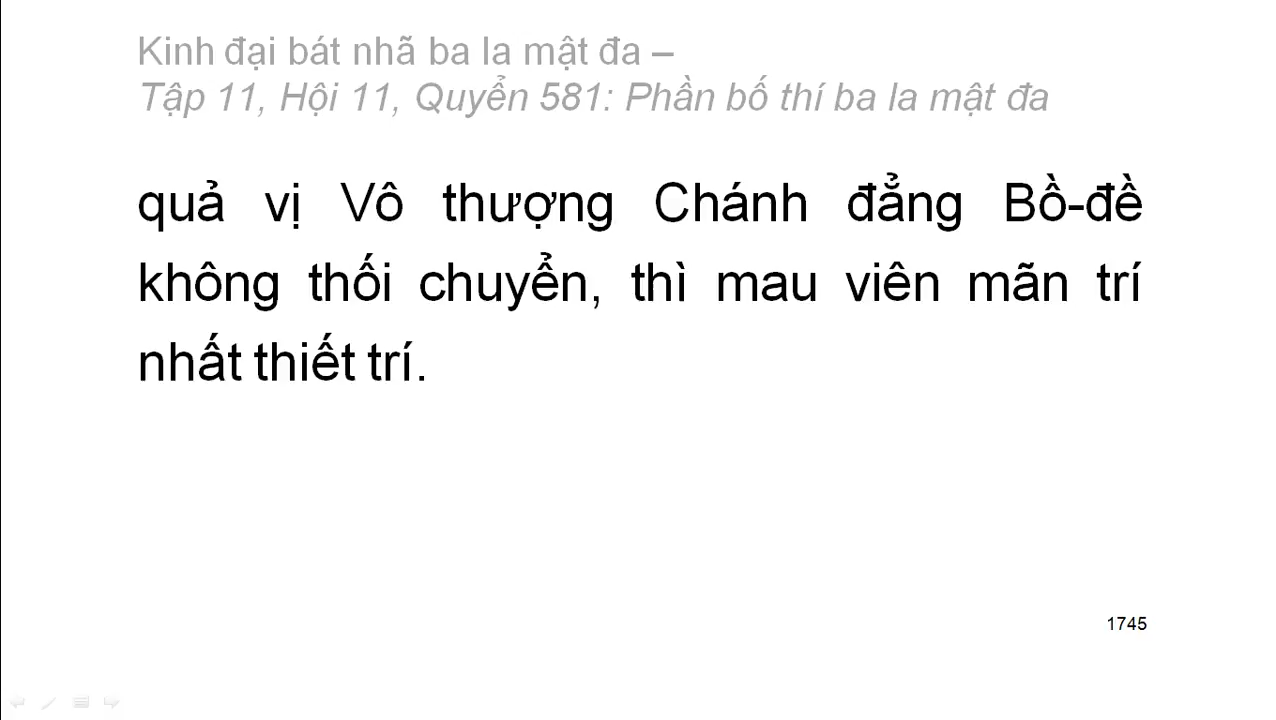 Kinh đại bát nhã ba la mật đa –
Tập 11, Hội 11, Quyển 581: Phần bố thí ba la mật đa
quả vị Vô thượng Chánh đẳng Bồ-đề
không thối chuyển, thì mau viên mãn trí
nhất thiết trí.
1745